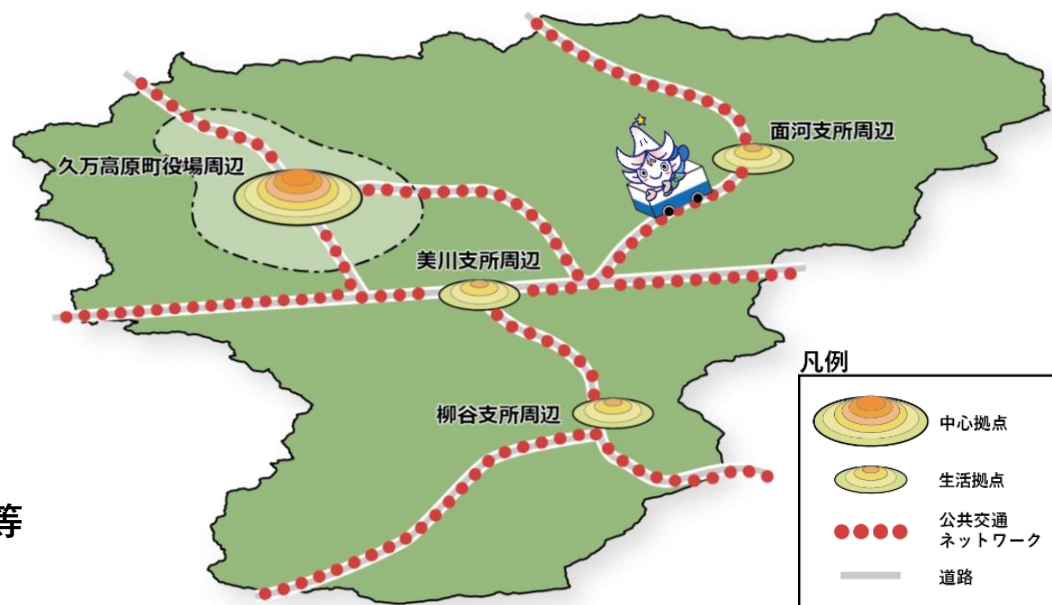 面河支所周辺
久万高原町役場周辺
美川支所周辺
柳谷支所周辺
等
凡例
中心拠点
生活拠点
公共交通
ネットワーク
道路